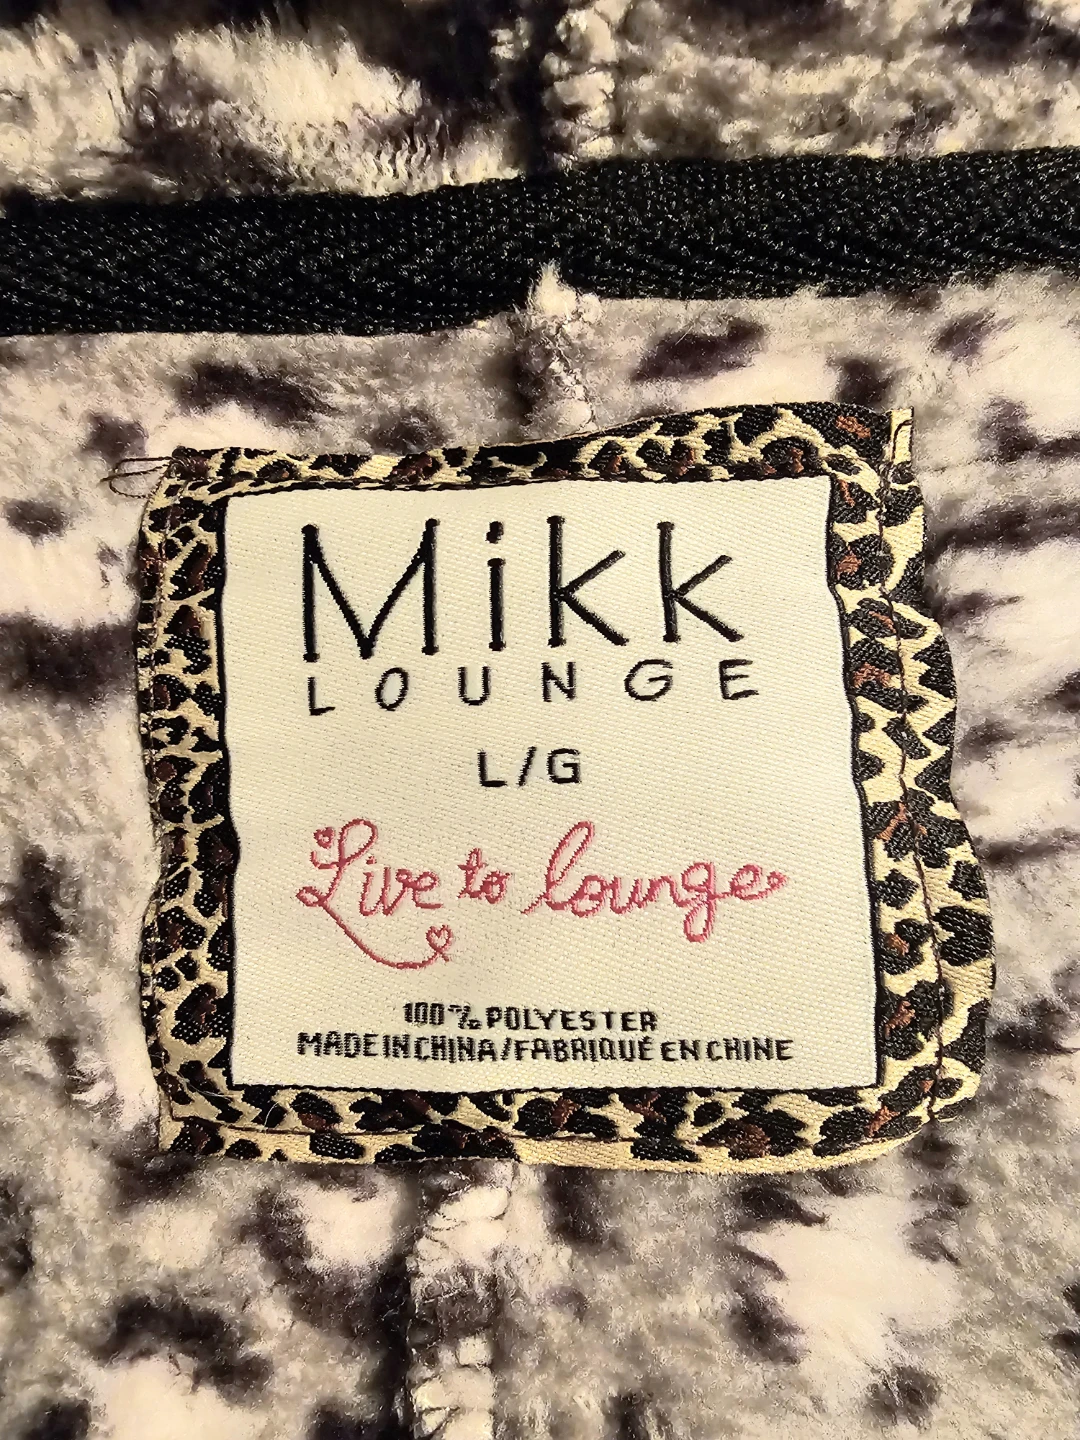 Mikk
LOUNGE
L/G
Live to lounge
100% POLYESTER
MADE IN CHINA/FABRIQUÉ EN CHINE